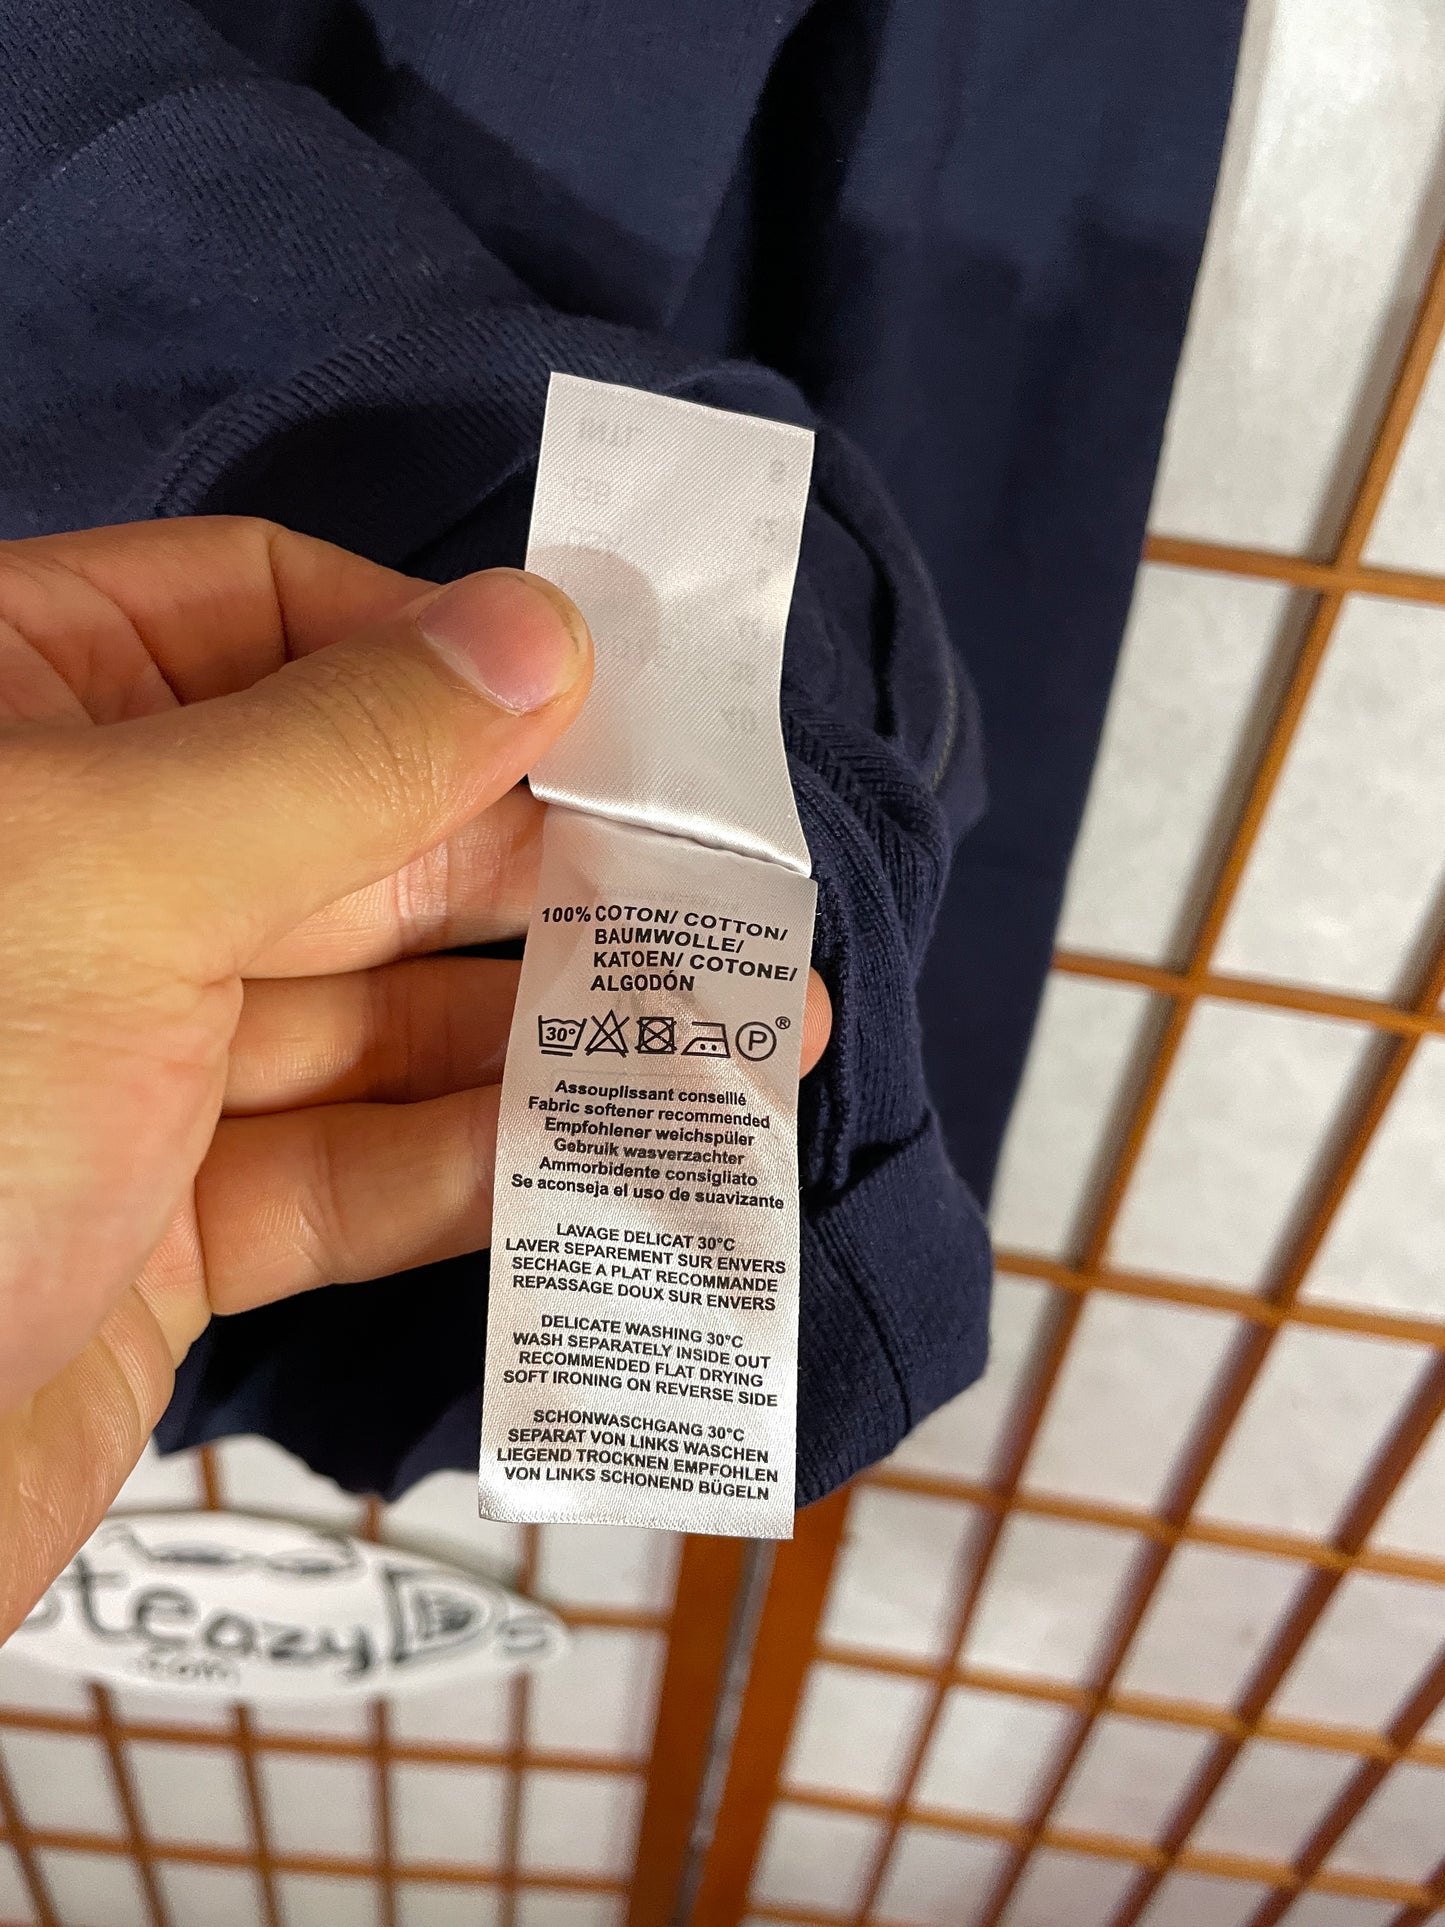 100% COTON/ COTTON/
BAUMWOLLE/
KATOEN/ COTONE/
ALGODÓN
30° P ®
Assouplissant conseillé
Fabric softener recommended
Empfohlener weichspüler
Gebruik wasverzachter
Ammorbidente consigliato
Se aconseja el uso de suavizante
LAVAGE DELICAT 30°C
LAVER SEPAREMENT SUR ENVERS
SECHAGE A PLAT RECOMMANDE
REPASSAGE DOUX SUR ENVERS
DELICATE WASHING 30°C
WASH SEPARATELY INSIDE OUT
RECOMMENDED FLAT DRYING
SOFT IRONING ON REVERSE SIDE
SCHONWASCHGANG 30°C
SEPARAT VON LINKS WASCHEN
LIEGEND TROCKNEN EMPFOHLEN
VON LINKS SCHONEND BÜGELN
steazyDs
.com